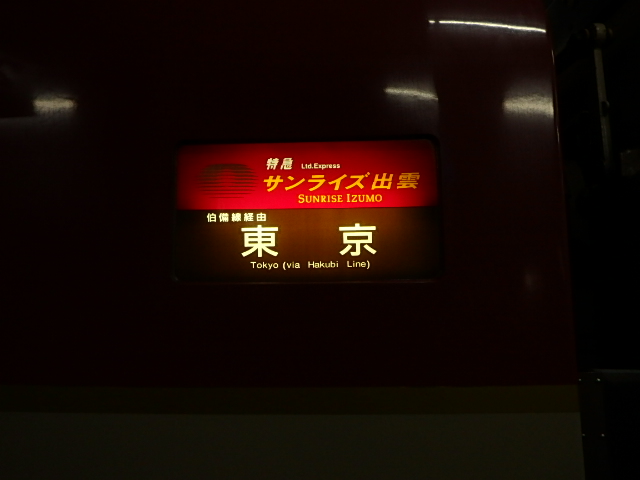 特急 Ltd.Express
サンライズ出雲
SUNRISE IZUMO
伯備線経由
東京
Tokyo (via Hakubi Line)